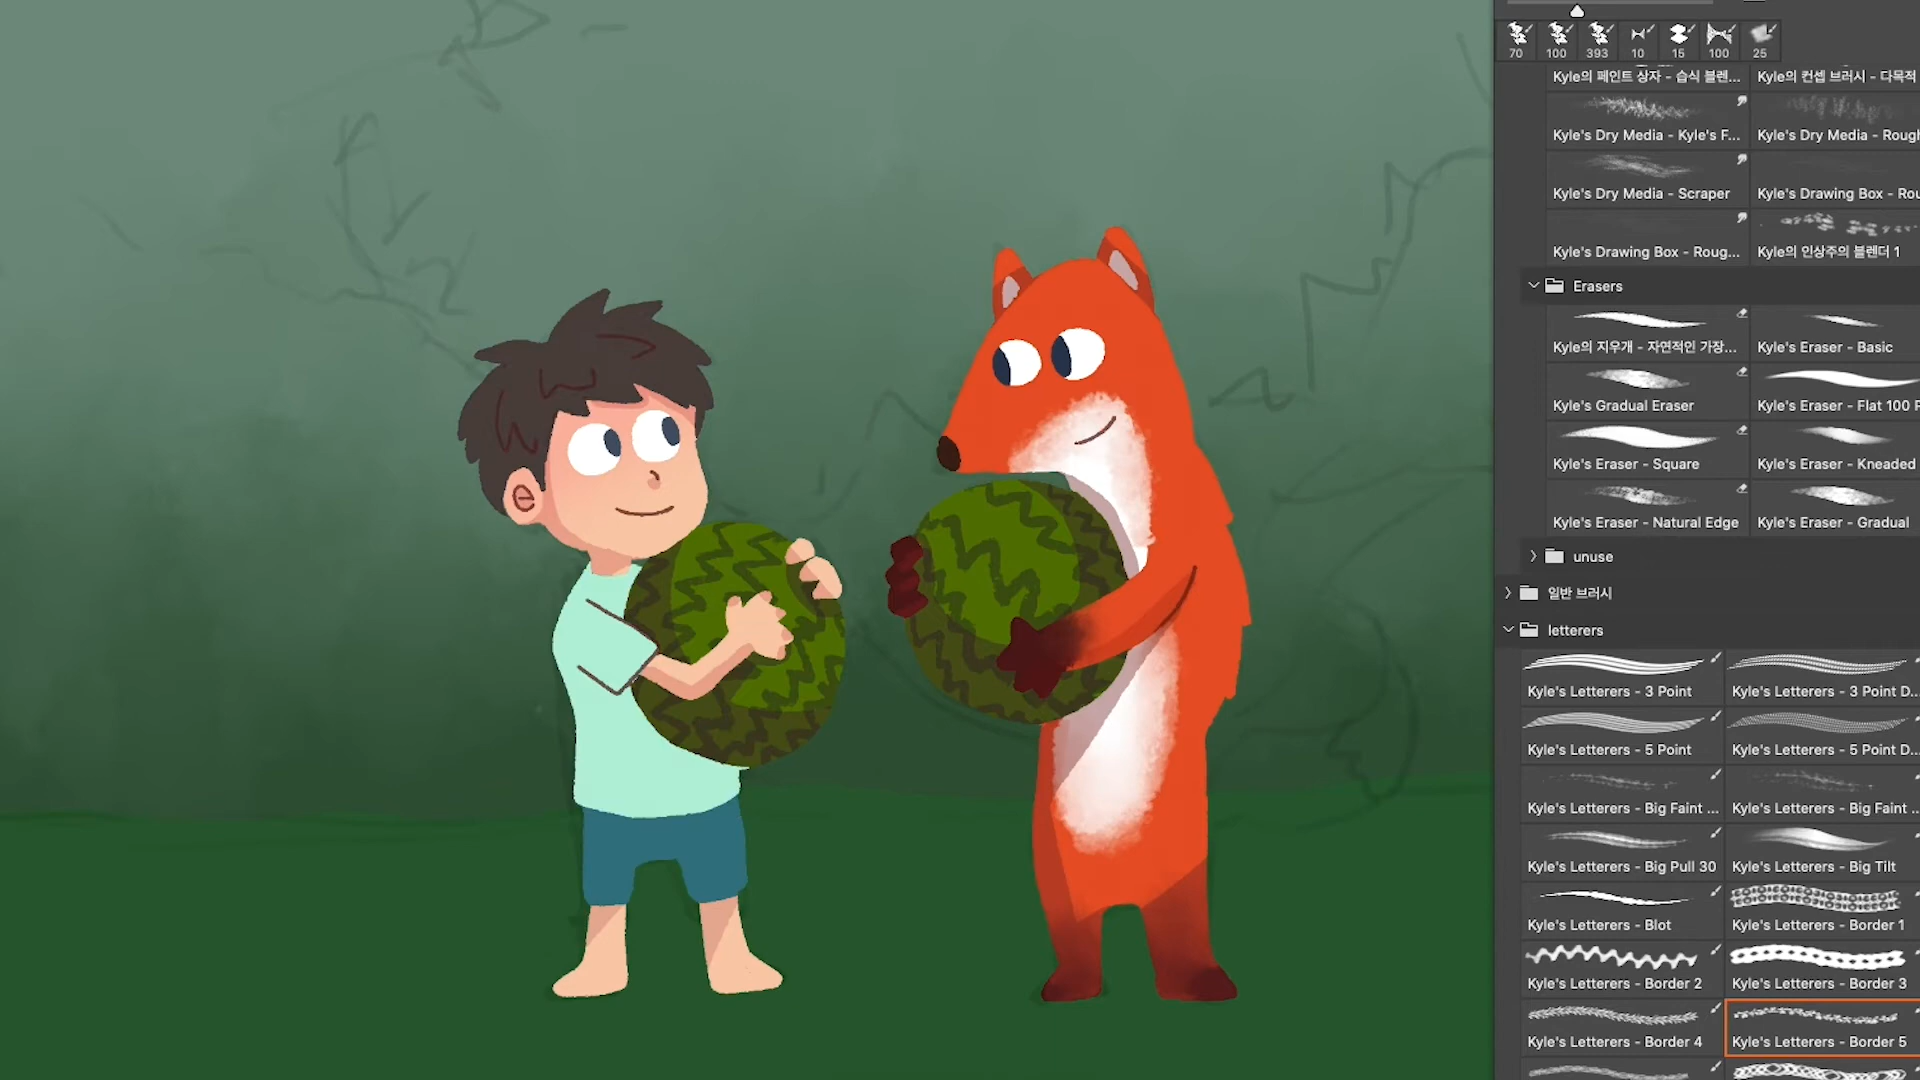 70 100 393 10 15 100 25
Kyle의 페인트 상자 - 습식 블렌... Kyle의 컨셉 브러시 - 다목적
Kyle's Dry Media - Kyle's F... Kyle's Dry Media - Rough
Kyle's Dry Media - Scraper Kyle's Drawing Box - Rou
Kyle's Drawing Box - Roug... Kyle의 인상주의 블렌더 1
Erasers
Kyle의 지우개 - 자연적인 가장... Kyle's Eraser - Basic
Kyle's Gradual Eraser Kyle's Eraser - Flat 100 P
Kyle's Eraser - Square Kyle's Eraser - Kneaded
Kyle's Eraser - Natural Edge Kyle's Eraser - Gradual
unuse
일반 브러시
letterers
Kyle's Letterers - 3 Point Kyle's Letterers - 3 Point D...
Kyle's Letterers - 5 Point Kyle's Letterers - 5 Point D...
Kyle's Letterers - Big Faint ... Kyle's Letterers - Big Faint ...
Kyle's Letterers - Big Pull 30 Kyle's Letterers - Big Tilt
Kyle's Letterers - Blot Kyle's Letterers - Border 1
Kyle's Letterers - Border 2 Kyle's Letterers - Border 3
Kyle's Letterers - Border 4 Kyle's Letterers - Border 5